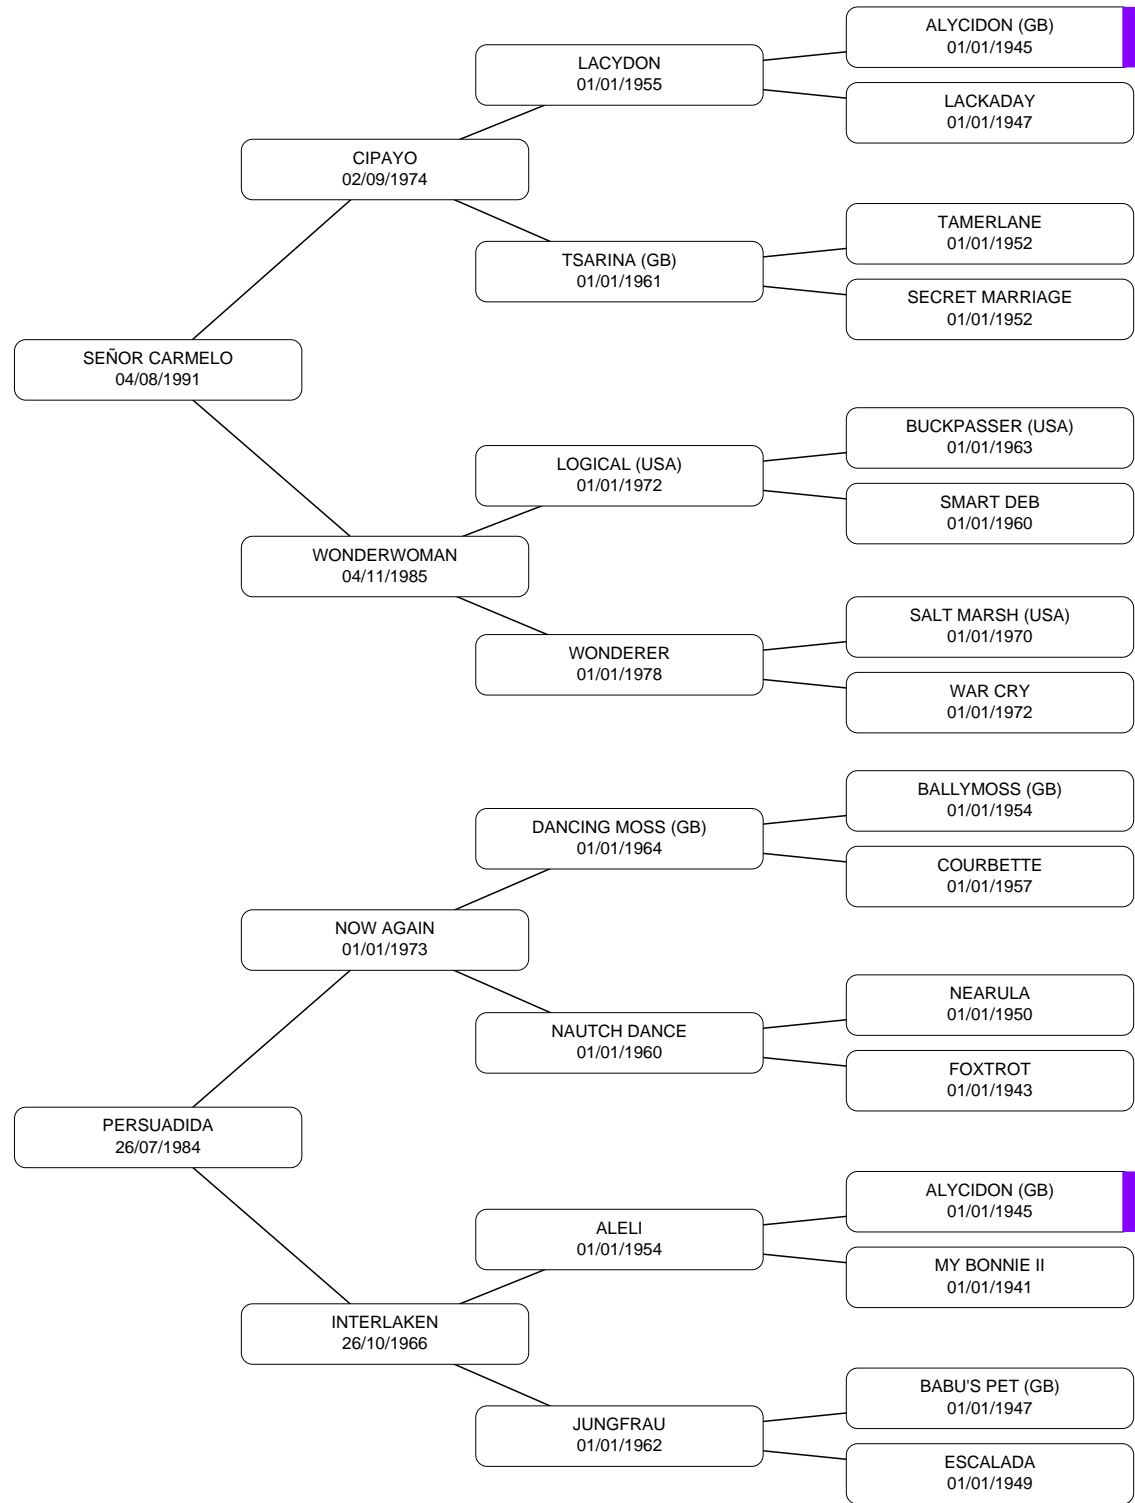 ALYCIDON (GB)
01/01/1945
LACYDON
01/01/1955
LACKADAY
01/01/1947
CIPAYO
02/09/1974
TAMERLANE
01/01/1952
TSARINA (GB)
01/01/1961
SECRET MARRIAGE
01/01/1952
SEÑOR CARMELO
04/08/1991
BUCKPASSER (USA)
01/01/1963
LOGICAL (USA)
01/01/1972
SMART DEB
01/01/1960
WONDERWOMAN
04/11/1985
SALT MARSH (USA)
01/01/1970
WONDERER
01/01/1978
WAR CRY
01/01/1972
BALLYMOSS (GB)
01/01/1954
DANCING MOSS (GB)
01/01/1964
COURBETTE
01/01/1957
NOW AGAIN
01/01/1973
NEARULA
01/01/1950
NAUTCH DANCE
01/01/1960
FOXTROT
01/01/1943
PERSUADIDA
26/07/1984
ALYCIDON (GB)
01/01/1945
ALELI
01/01/1954
MY BONNIE II
01/01/1941
INTERLAKEN
26/10/1966
BABU'S PET (GB)
01/01/1947
JUNGFRAU
01/01/1962
ESCALADA
01/01/1949